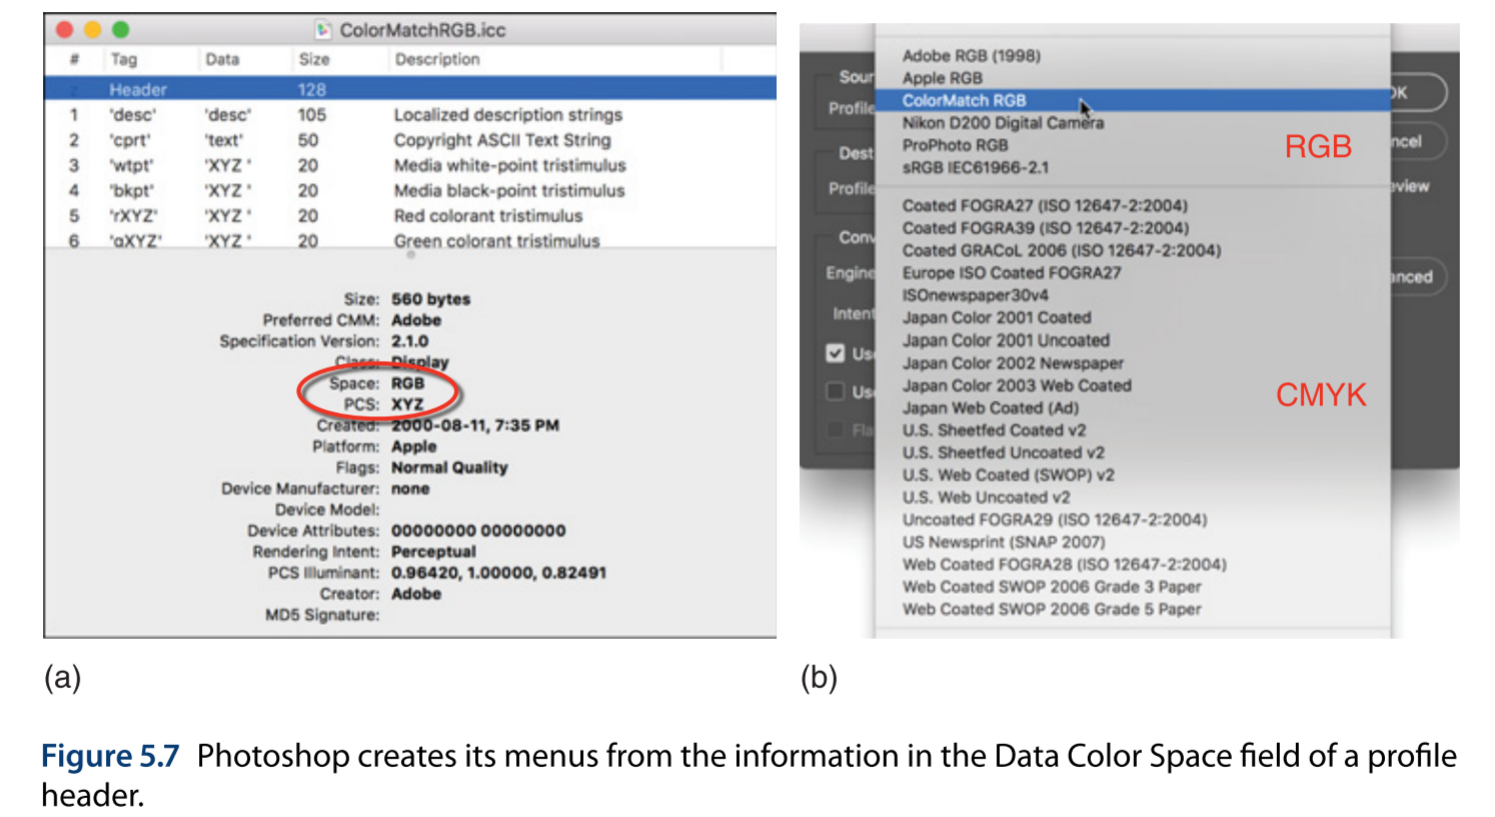 ColorMatchRGB.icc
# Tag Data Size Description
Header 128
1 'desc' 'desc' 105 Localized description strings
2 'cprt' 'text' 50 Copyright ASCII Text String
3 'wtpt' 'XYZ ' 20 Media white-point tristimulus
4 'bkpt' 'XYZ ' 20 Media black-point tristimulus
5 'rXYZ' 'XYZ ' 20 Red colorant tristimulus
6 'gXYZ' 'XYZ ' 20 Green colorant tristimulus
Size: 560 bytes
Preferred CMM: Adobe
Specification Version: 2.1.0
Class: Display
Space: RGB
PCS: XYZ
Created: 2000-08-11, 7:35 PM
Platform: Apple
Flags: Normal Quality
Device Manufacturer: none
Device Model:
Device Attributes: 00000000 00000000
Rendering Intent: Perceptual
PCS Illuminant: 0.96420, 1.00000, 0.82491
Creator: Adobe
MD5 Signature:
(a)
Sour
Profile
Dest
Profile
Conv
Engine
Intent
Use
Use
Fla
Adobe RGB (1998)
Apple RGB
ColorMatch RGB
Nikon D200 Digital Camera
ProPhoto RGB
sRGB IEC61966-2.1
RGB
Coated FOGRA27 (ISO 12647-2:2004)
Coated FOGRA39 (ISO 12647-2:2004)
Coated GRACoL 2006 (ISO 12647-2:2004)
Europe ISO Coated FOGRA27
ISOnewspaper30v4
Japan Color 2001 Coated
Japan Color 2001 Uncoated
Japan Color 2002 Newspaper
Japan Color 2003 Web Coated
Japan Web Coated (Ad)
U.S. Sheetfed Coated v2
U.S. Sheetfed Uncoated v2
U.S. Web Coated (SWOP) v2
U.S. Web Uncoated v2
Uncoated FOGRA29 (ISO 12647-2:2004)
US Newsprint (SNAP 2007)
Web Coated FOGRA28 (ISO 12647-2:2004)
Web Coated SWOP 2006 Grade 3 Paper
Web Coated SWOP 2006 Grade 5 Paper
CMYK
OK
ncel
eview
anced
(b)
Figure 5.7 Photoshop creates its menus from the information in the Data Color Space field of a profile
header.